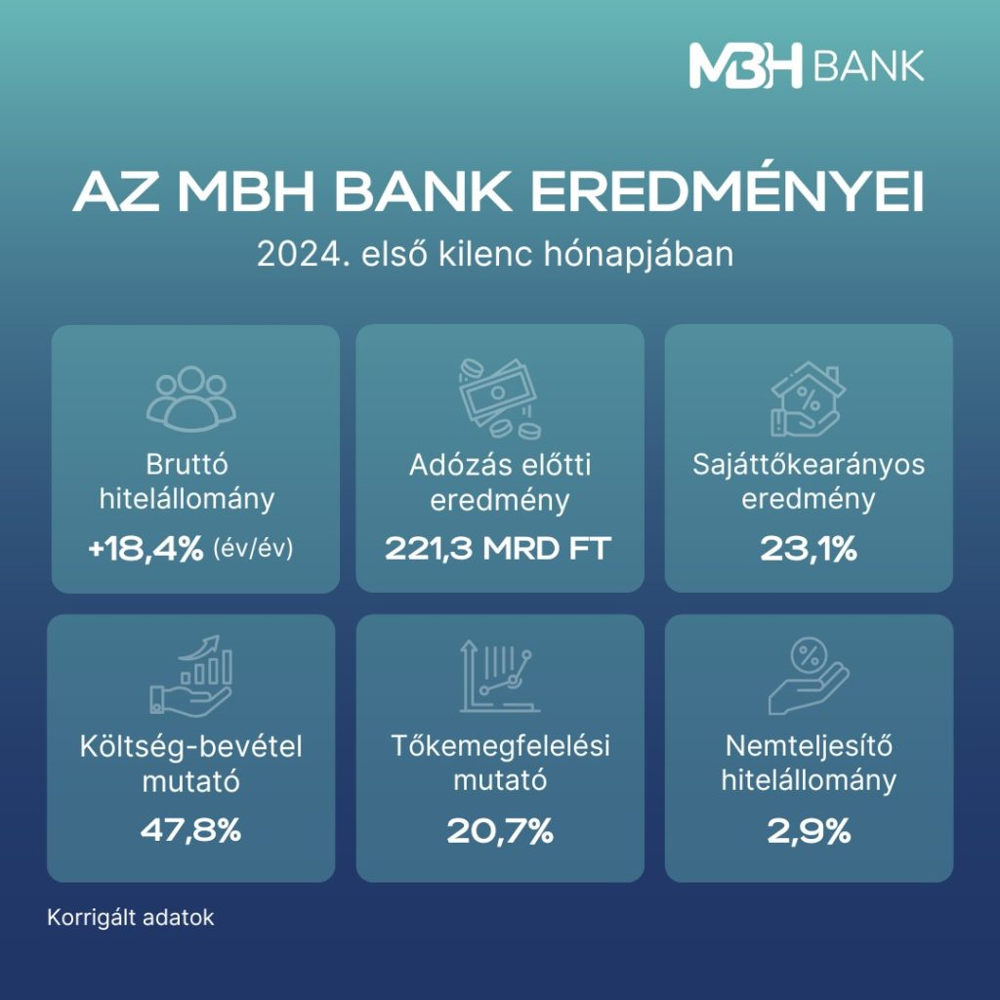 MBH BANK
AZ MBH BANK EREDMÉNYEI
2024. első kilenc hónapjában
Bruttó
hitelállomány
+18,4% (év/év)
Adózás előtti
eredmény
221,3 MRD FT
Sajáttőkearányos
eredmény
23,1%
Költség-bevétel
mutató
47,8%
Tőkemegfelelési
mutató
20,7%
Nemteljesítő
hitelállomány
2,9%
Korrigált adatok